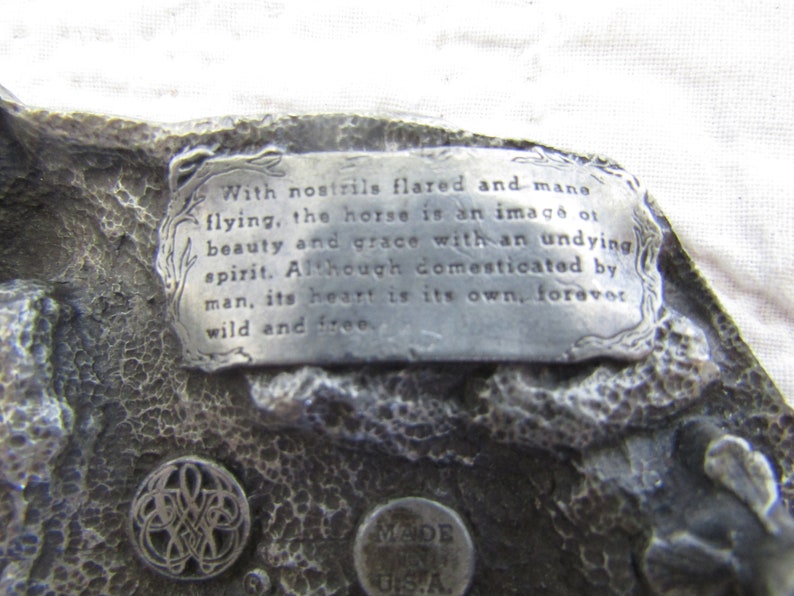 With nostrils flared and mane
flying, the horse is an image of
beauty and grace with an undying
spirit. Although domesticated by
man, its heart is its own, forever
wild and free.
MADE
IN
U.S.A.